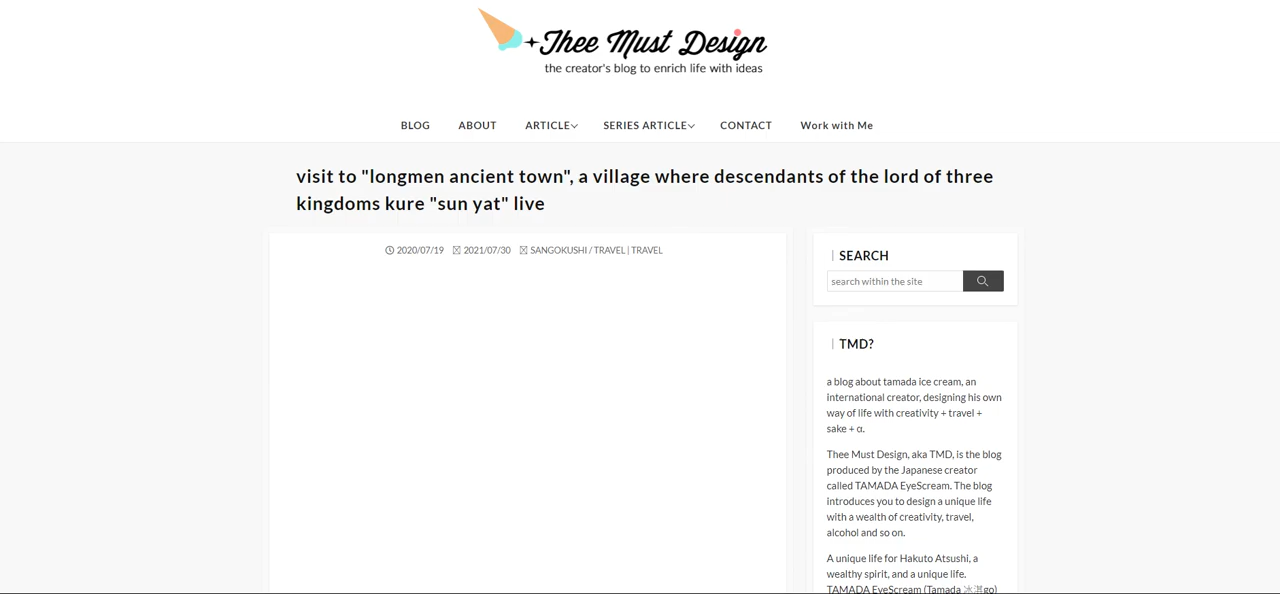 Thee Must Design
the creator's blog to enrich life with ideas
BLOG ABOUT ARTICLE SERIES ARTICLE CONTACT Work with Me
visit to "longmen ancient town", a village where descendants of the lord of three
kingdoms kure "sun yat" live
2020/07/19 2021/07/30 SANGOKUSHI / TRAVEL | TRAVEL
SEARCH
search within the site
TMD?
a blog about tamada ice cream, an
international creator, designing his own
way of life with creativity + travel +
sake + α.
Thee Must Design, aka TMD, is the blog
produced by the Japanese creator
called TAMADA EyeScream. The blog
introduces you to design a unique life
with a wealth of creativity, travel,
alcohol and so on.
A unique life for Hakuto Atsushi, a
wealthy spirit, and a unique life.
TAMADA EyeScream (Tamada 冰淇go)